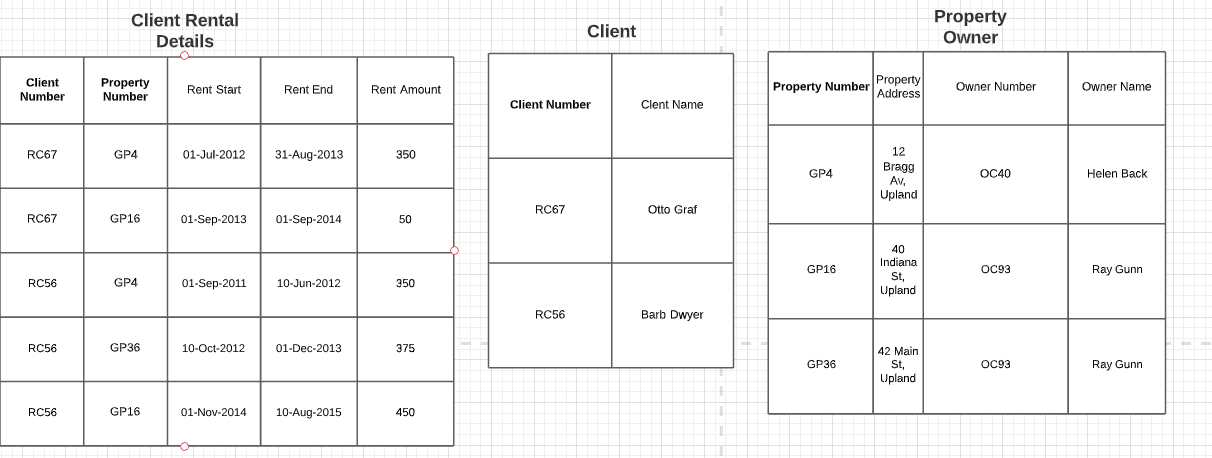 Client Rental
Details
Client
Number
Property
Number
Rent Start
Rent End
Rent Amount
RC67
GP4
01-Jul-2012
31-Aug-2013
350
RC67
GP16
01-Sep-2013
01-Sep-2014
50
RC56
GP4
01-Sep-2011
10-Jun-2012
350
RC56
GP36
10-Oct-2012
01-Dec-2013
375
RC56
GP16
01-Nov-2014
10-Aug-2015
450
Client
Client Number
Clent Name
RC67
Otto Graf
RC56
Barb Dwyer
Property
Owner
Property Number
Property
Address
Owner Number
Owner Name
GP4
12
Bragg
Av,
Upland
OC40
Helen Back
GP16
40
Indiana
St,
Upland
OC93
Ray Gunn
GP36
42 Main
St,
Upland
OC93
Ray Gunn